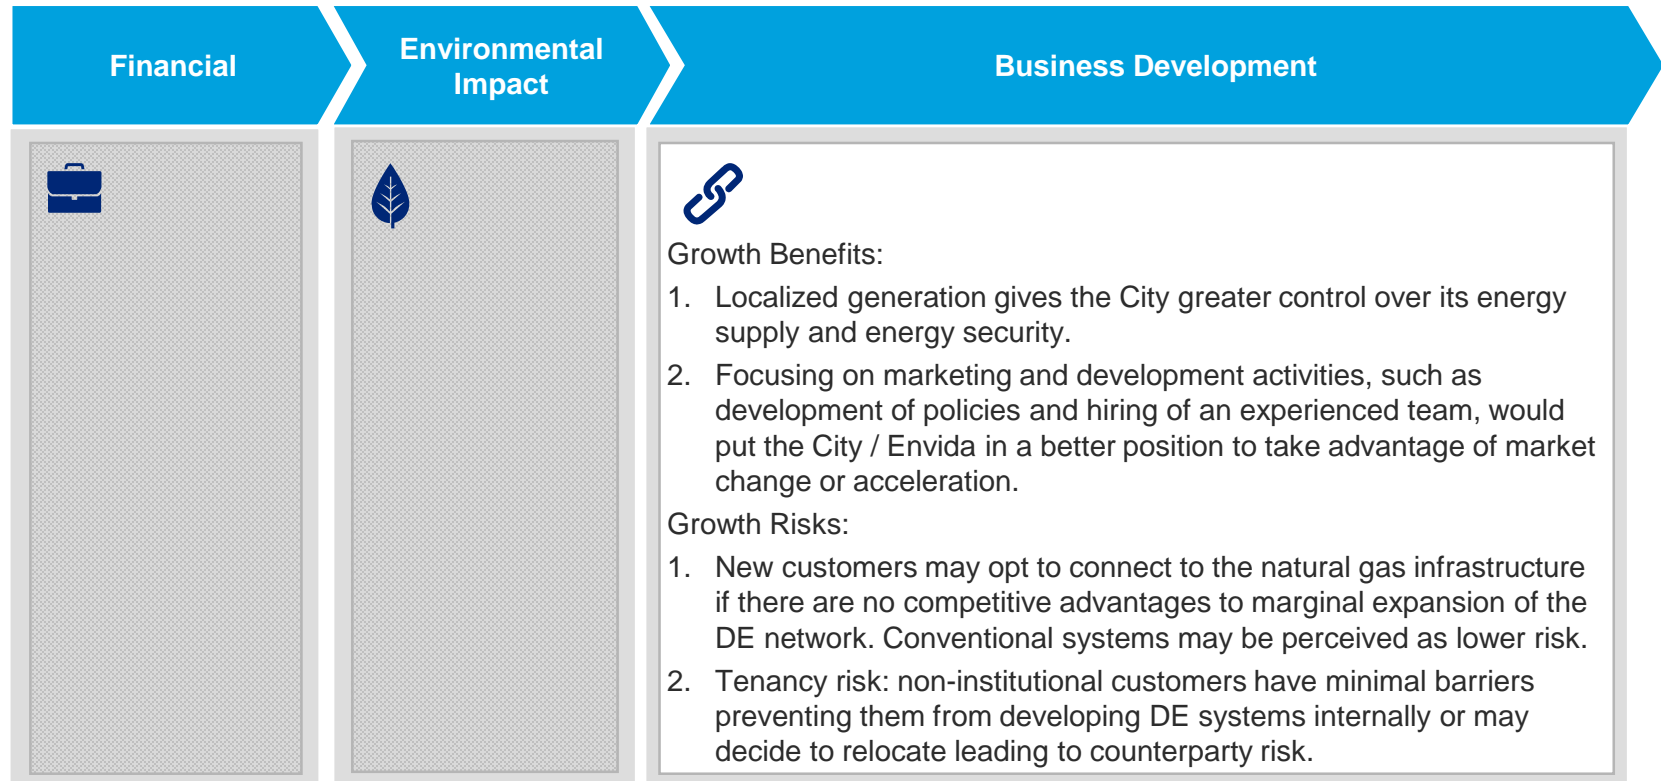 Financial
Environmental
Impact
Business Development
Growth Benefits:
1. Localized generation gives the City greater control over its energy
supply and energy security.
2. Focusing on marketing and development activities, such as
development of policies and hiring of an experienced team, would
put the City / Envida in a better position to take advantage of market
change or acceleration.
Growth Risks:
1. New customers may opt to connect to the natural gas infrastructure
if there are no competitive advantages to marginal expansion of the
DE network. Conventional systems may be perceived as lower risk.
2. Tenancy risk: non-institutional customers have minimal barriers
preventing them from developing DE systems internally or may
decide to relocate leading to counterparty risk.